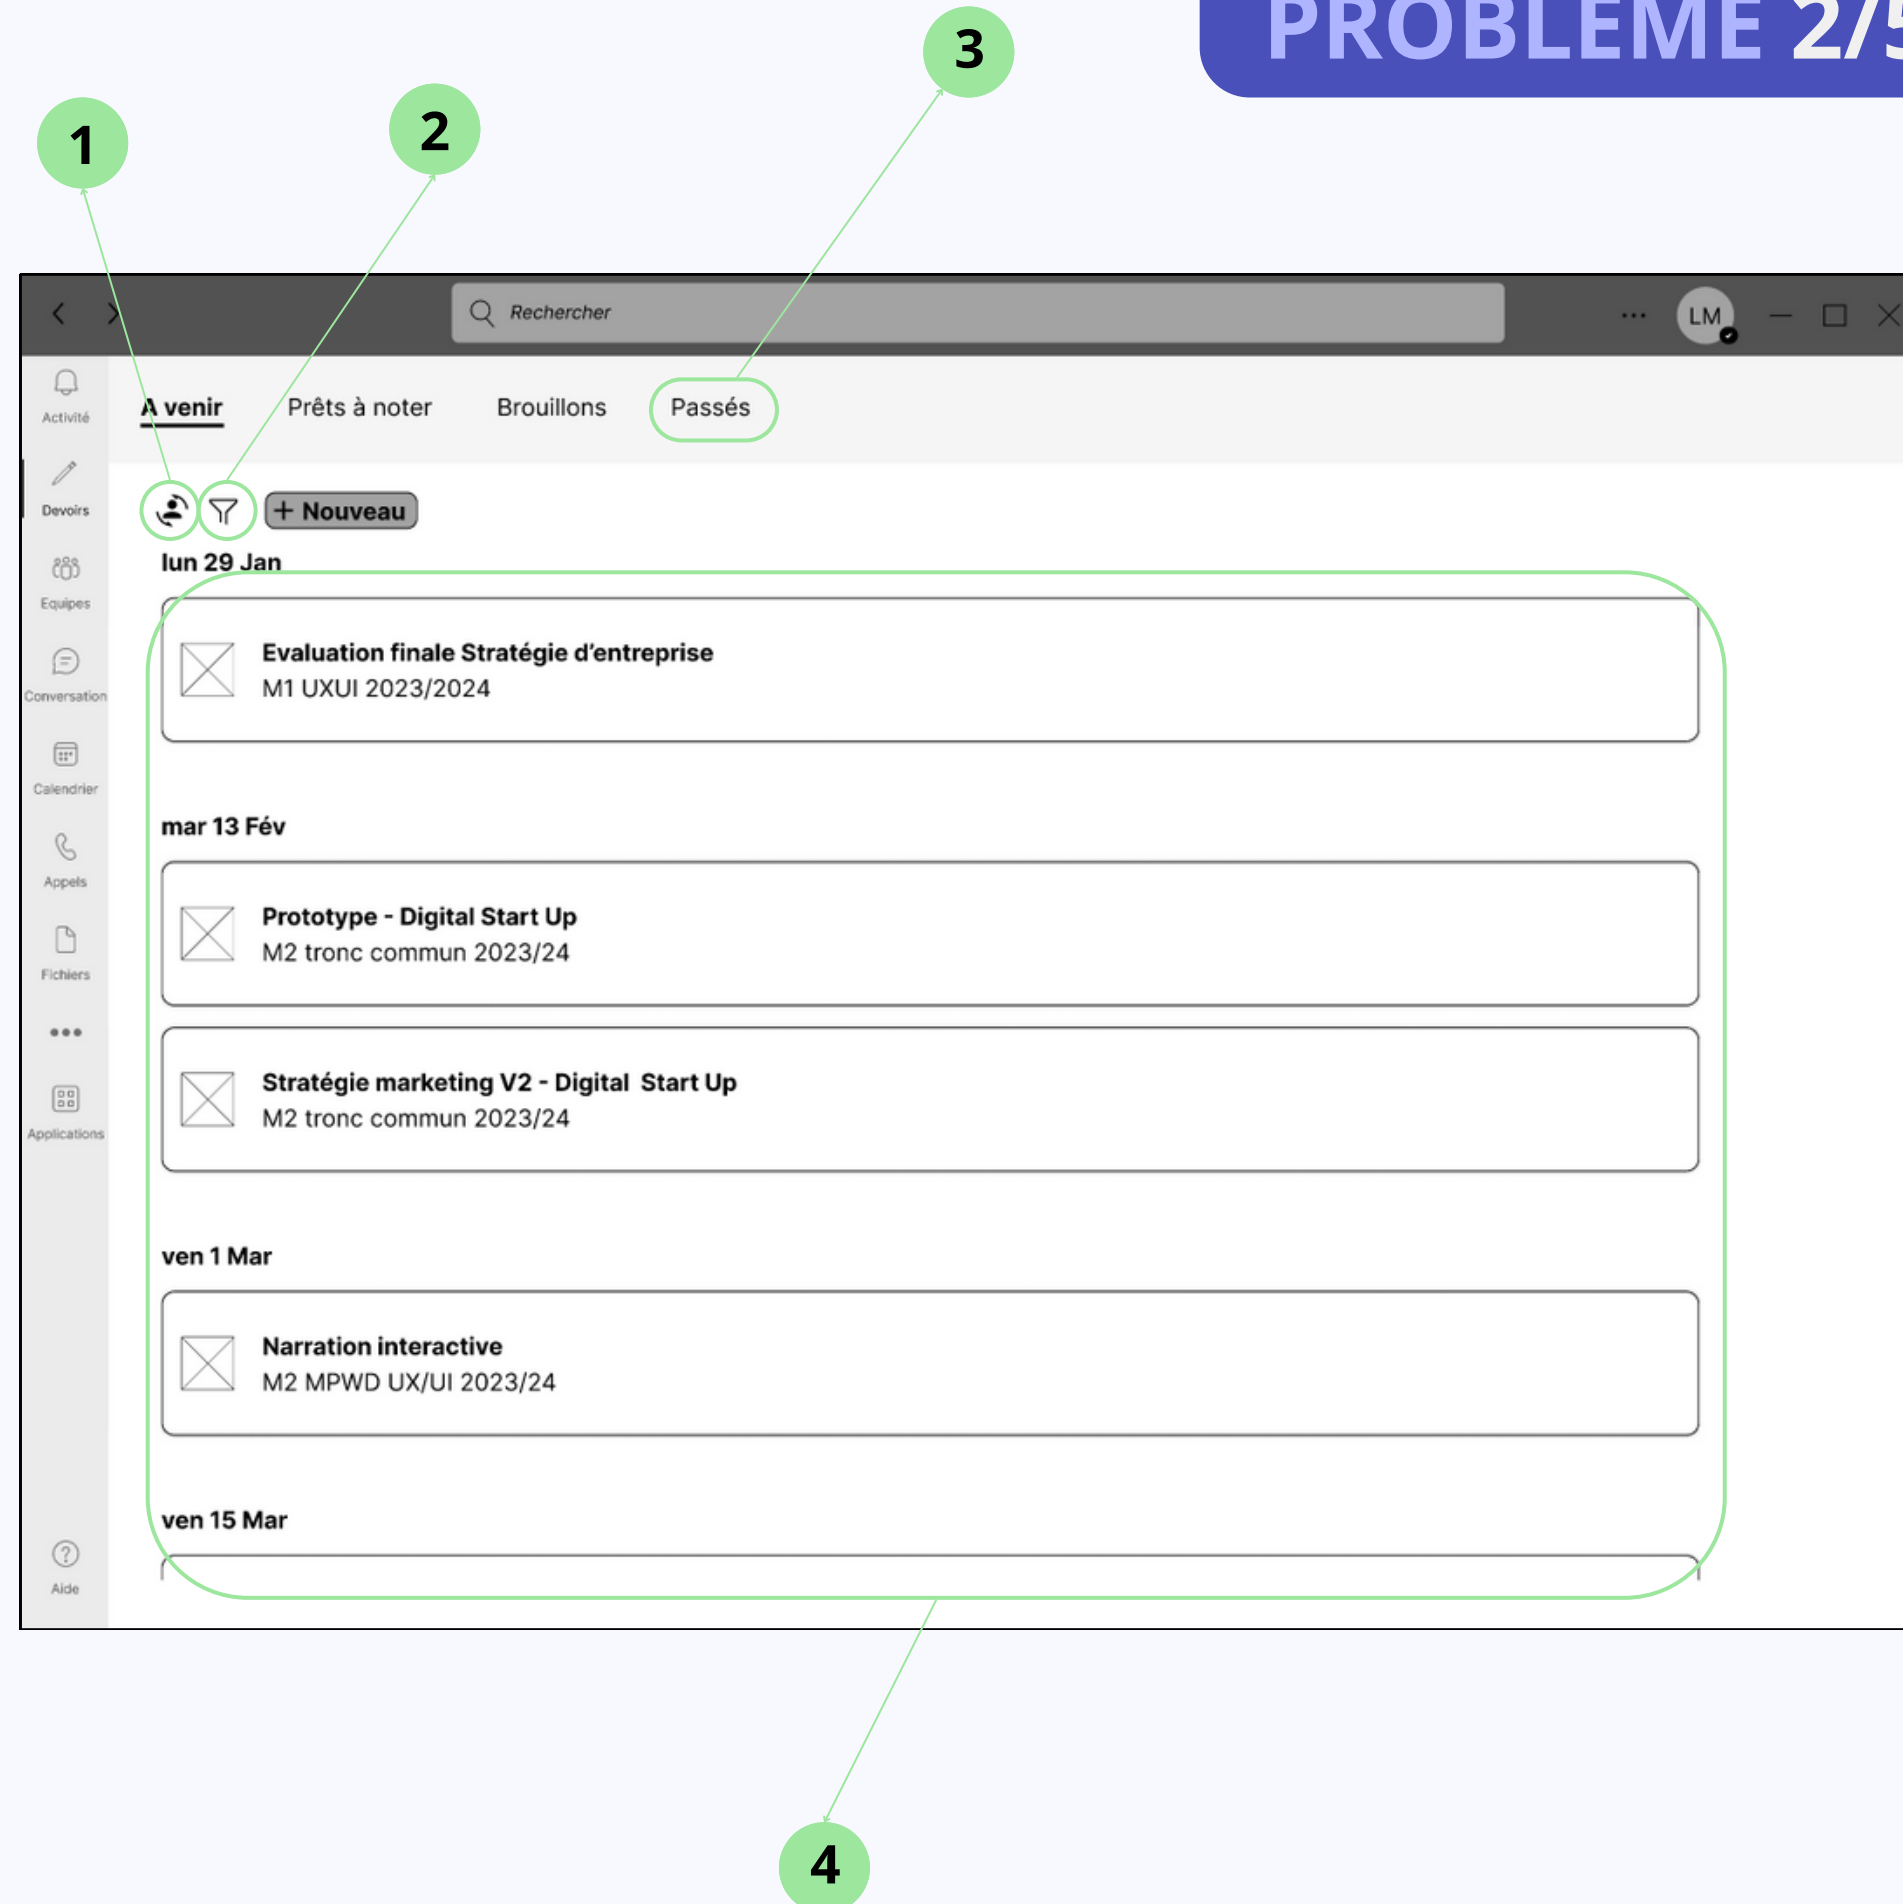 PROBLÈME 2/5
3
2
1
Rechercher
LM
Activité
A venir
Prêts à noter
Brouillons
Passés
Devoirs
+ Nouveau
lun 29 Jan
Equipes
Evaluation finale Stratégie d'entreprise
M1 UXUI 2023/2024
Conversation
Calendrier
mar 13 Fév
Appels
Prototype - Digital Start Up
M2 tronc commun 2023/24
Fichiers
Stratégie marketing V2 - Digital Start Up
M2 tronc commun 2023/24
Applications
ven 1 Mar
Narration interactive
M2 MPWD UX/UI 2023/24
ven 15 Mar
Aide
4